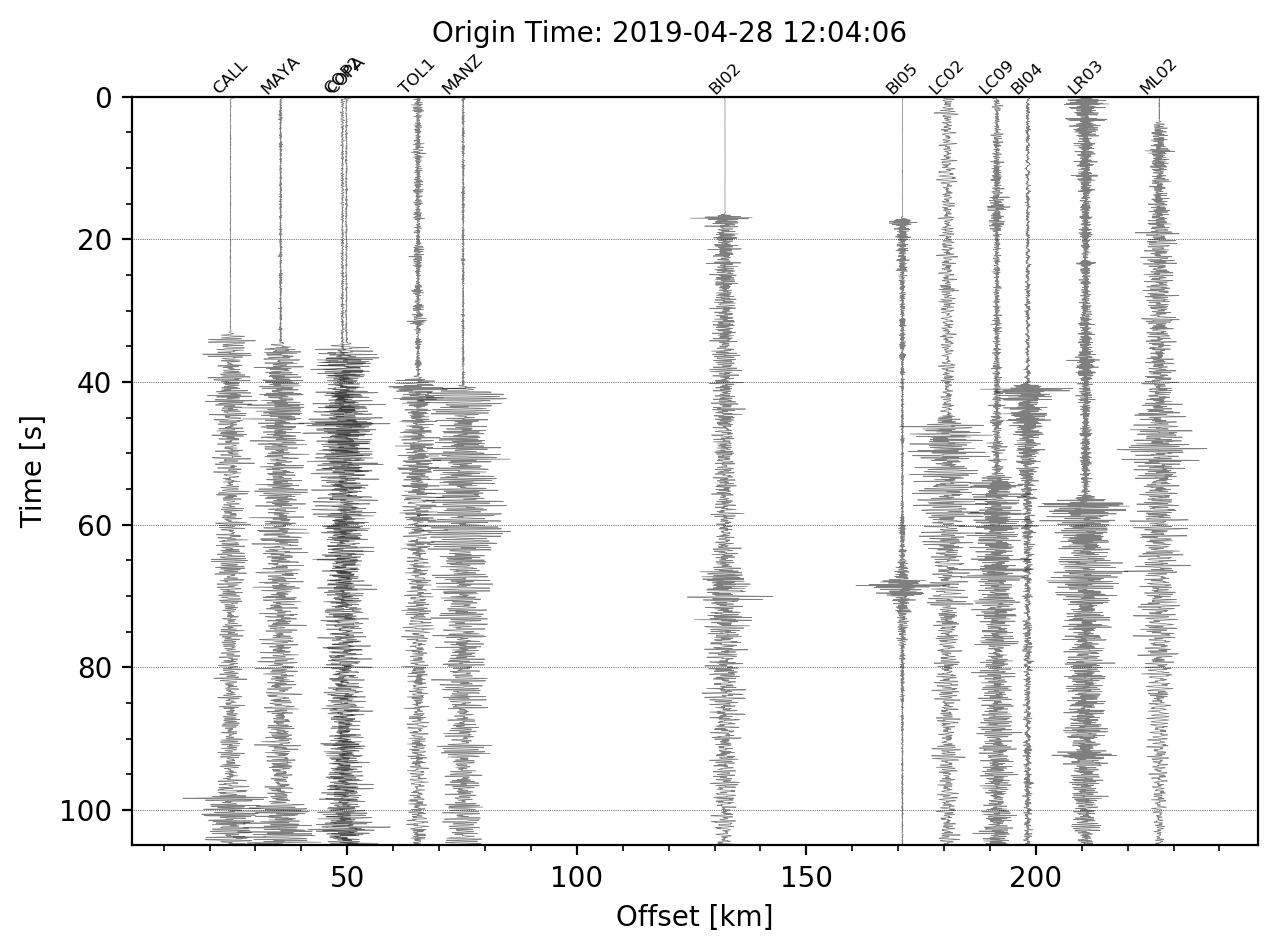 Origin Time: 2019-04-28 12:04:06
CALL MAYA COPA TOL1 MANZ BI02 BI05 LC02 LC09 BI04 LR03 ML02
0
20
40
60
80
100
Time [s]
50 100 150 200
Offset [km]